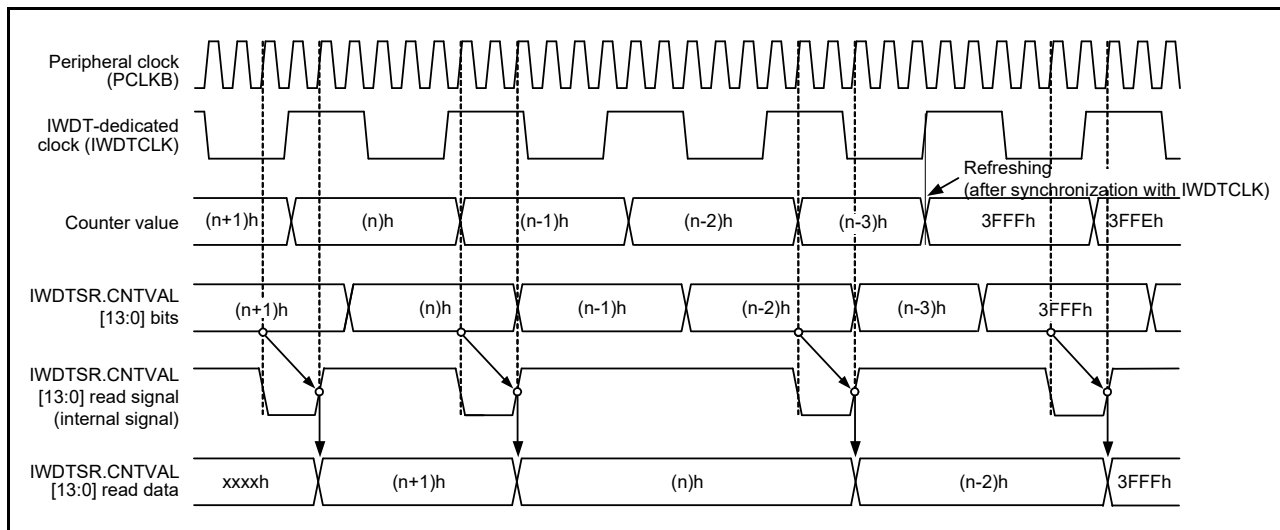 Peripheral clock
(PCLKB)
IWDT-dedicated
clock (IWDTCLK)
Refreshing
(after synchronization with IWDTCLK)
Counter value
(n+1)h
(n)h
(n-1)h
(n-2)h
(n-3)h
3FFFh
3FFEh
IWDTSR.CNTVAL
[13:0] bits
(n+1)h
(n)h
(n-1)h
(n-2)h
(n-3)h
3FFFh
IWDTSR.CNTVAL
[13:0] read signal
(internal signal)
IWDTSR.CNTVAL
[13:0] read data
xxxxh
(n+1)h
(n)h
(n-2)h
3FFFh